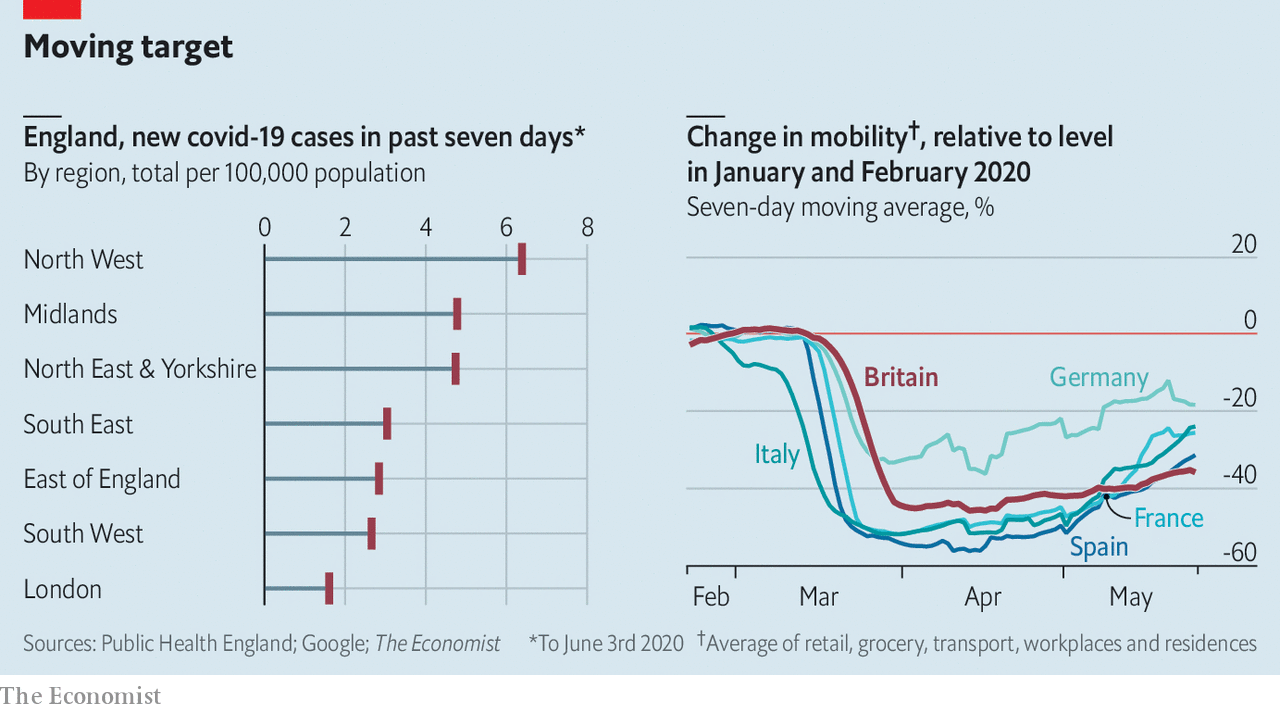 Moving target
England, new covid-19 cases in past seven days*
By region, total per 100,000 population
0 2 4 6 8
North West
Midlands
North East & Yorkshire
South East
East of England
South West
London
Change in mobility†, relative to level
in January and February 2020
Seven-day moving average, %
20
0
Britain
Germany
-20
Italy
-40
France
Spain
-60
Feb Mar Apr May
Sources: Public Health England; Google; The Economist *To June 3rd 2020 †Average of retail, grocery, transport, workplaces and residences
The Economist